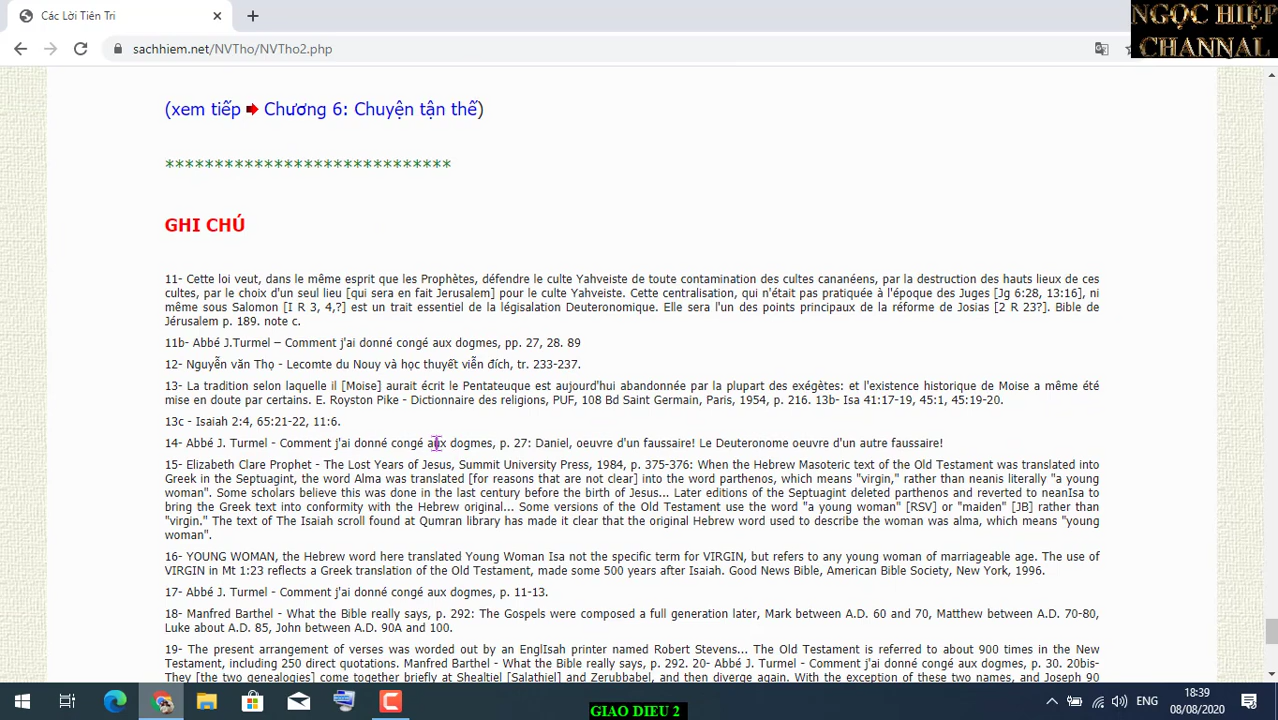 Các Lời Tiên Tri
NGỌC HIỆP
CHANNAL
sachhiem.net/NVTho/NVTho2.php
(xem tiếp Chương 6: Chuyện tận thế)
*****************************
GHI CHÚ
11- Cette loi veut, dans le même esprit que les Prophètes, défendre le culte Yahveiste de toute contamination des cultes cananéens, par la destruction des hauts lieux de ces
cultes, par le choix d'un seul lieu [qui sera en fait Jerusalem] pour le culte Yahveiste. Cette centralisation, qui n'était pas pratiquée à l'époque des Juges [Jg 6:28, 13:16], ni
même sous Salomon [I R 3, 4,?] est un trait essentiel de la législation Deuteronomique. Elle sera l'un des points principaux de la réforme de Josias [2 R 23?]. Bible de
Jérusalem p. 189. note c.
11b- Abbé J.Turmel – Comment j'ai donné congé aux dogmes, pp. 27, 28. 89
12- Nguyễn văn Thọ - Lecomte du Nouy và học thuyết viễn đích, tr. 233-237.
13- La tradition selon laquelle il [Moise] aurait écrit le Pentateuque est aujourd'hui abandonnée par la plupart des exégètes: et l'existence historique de Moise a même été
mise en doute par certains. E. Royston Pike - Dictionnaire des religions, PUF, 108 Bd Saint Germain, Paris, 1954, p. 216. 13b- Isa 41:17-19, 45:1, 45:19-20.
13c - Isaiah 2:4, 65:21-22, 11:6.
14- Abbé J. Turmel - Comment j'ai donné congé aux dogmes, p. 27: Daniel, oeuvre d'un faussaire! Le Deuteronome oeuvre d'un autre faussaire!
15- Elizabeth Clare Prophet - The Lost Years of Jesus, Summit University Press, 1984, p. 375-376: When the Hebrew Masoteric text of the Old Testament was translated into
Greek in the Septuagint, the word Alma was translated [for reasons that are not clear] into the word parthenos, which means "virgin," rather than neanis literally "a young
woman". Some scholars believe this was done in the last century before the birth of Jesus... Later editions of the Septuagint deleted parthenos and reverted to neanIsa to
bring the Greek text into conformity with the Hebrew original... Some versions of the Old Testament use the word "a young woman" [RSV] or "maiden" [JB] rather than
"virgin." The text of The Isaiah scroll found at Qumran library has made it clear that the original Hebrew word used to describe the woman was alma, which means "young
woman".
16- YOUNG WOMAN, the Hebrew word here translated Young Woman Isa not the specific term for VIRGIN, but refers to any young woman of marriageable age. The use of
VIRGIN in Mt 1:23 reflects a Greek translation of the Old Testament, made some 500 years after Isaiah. Good News Bible, American Bible Society, New York, 1996.
17- Abbé J. Turmel - Comment j'ai donné congé aux dogmes, p. 11-13.
18- Manfred Barthel - What the Bible really says, p. 292: The Gospels were composed a full generation later, Mark between A.D. 60 and 70, Matthew between A.D. 70-80,
Luke about A.D. 85, John between A.D. 90A and 100.
19- The present arrangement of verses was worded out by an EnglIsah printer named Robert Stevens... The Old Testament is referred to about 900 times in the New
Testament, including 250 direct quotations. Manfred Barthel - What the Bible really says, p. 292. 20- Abbé J. Turmel - Comment j'ai donné congé aux dogmes, p. 30. 20bis-
They [the two genealogies] come together briefly at Shealtiel [Salathiel] and Zerubbabel, and then diverge again. With the exception of these two names, and Joseph 90
ENG
18:39
08/08/2020
GIAO DIEU 2